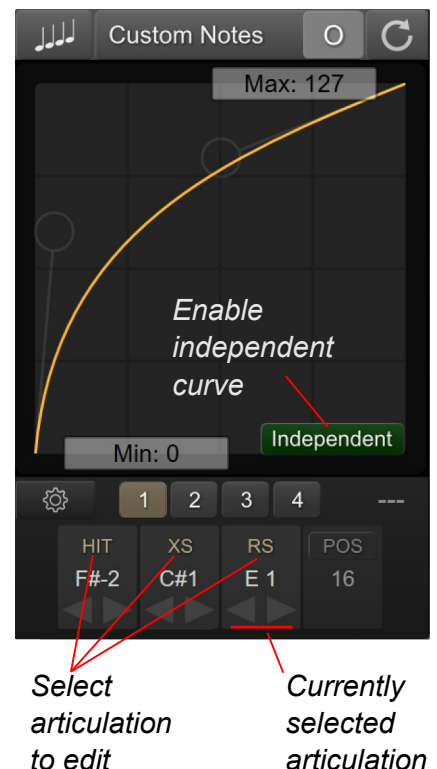 Custom Notes O
Max: 127
Enable
independent
curve
Independent
Min: 0
1 2 3 4 ---
HIT XS RS POS
F#-2 C#1 E 1 16
Select
articulation
to edit
Currently
selected
articulation